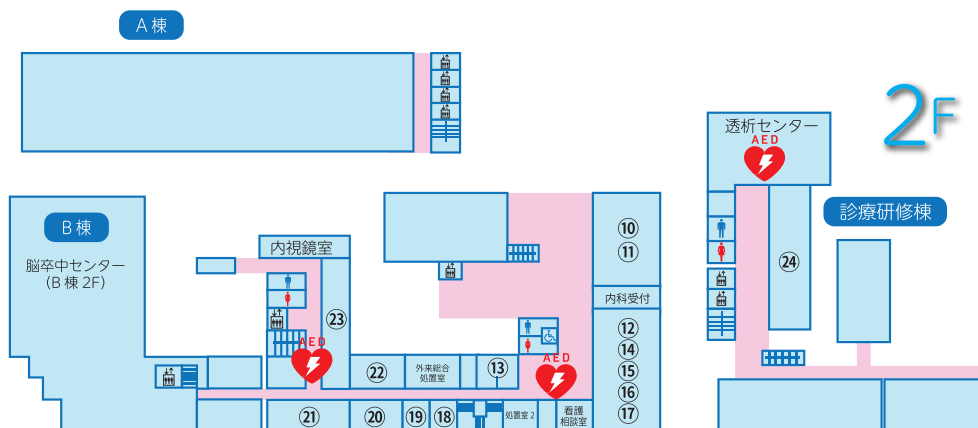 A棟
2F
透析センター
AED
診療研修棟
B棟
脳卒中センター
(B棟 2F)
内視鏡室
⑩
⑪
㉔
内科受付
㉓
⑫
⑭
⑮
⑯
⑰
AED
AED
㉒
外来総合
処置室
⑬
㉑
⑳
⑲
⑱
処置室2
看護
相談室